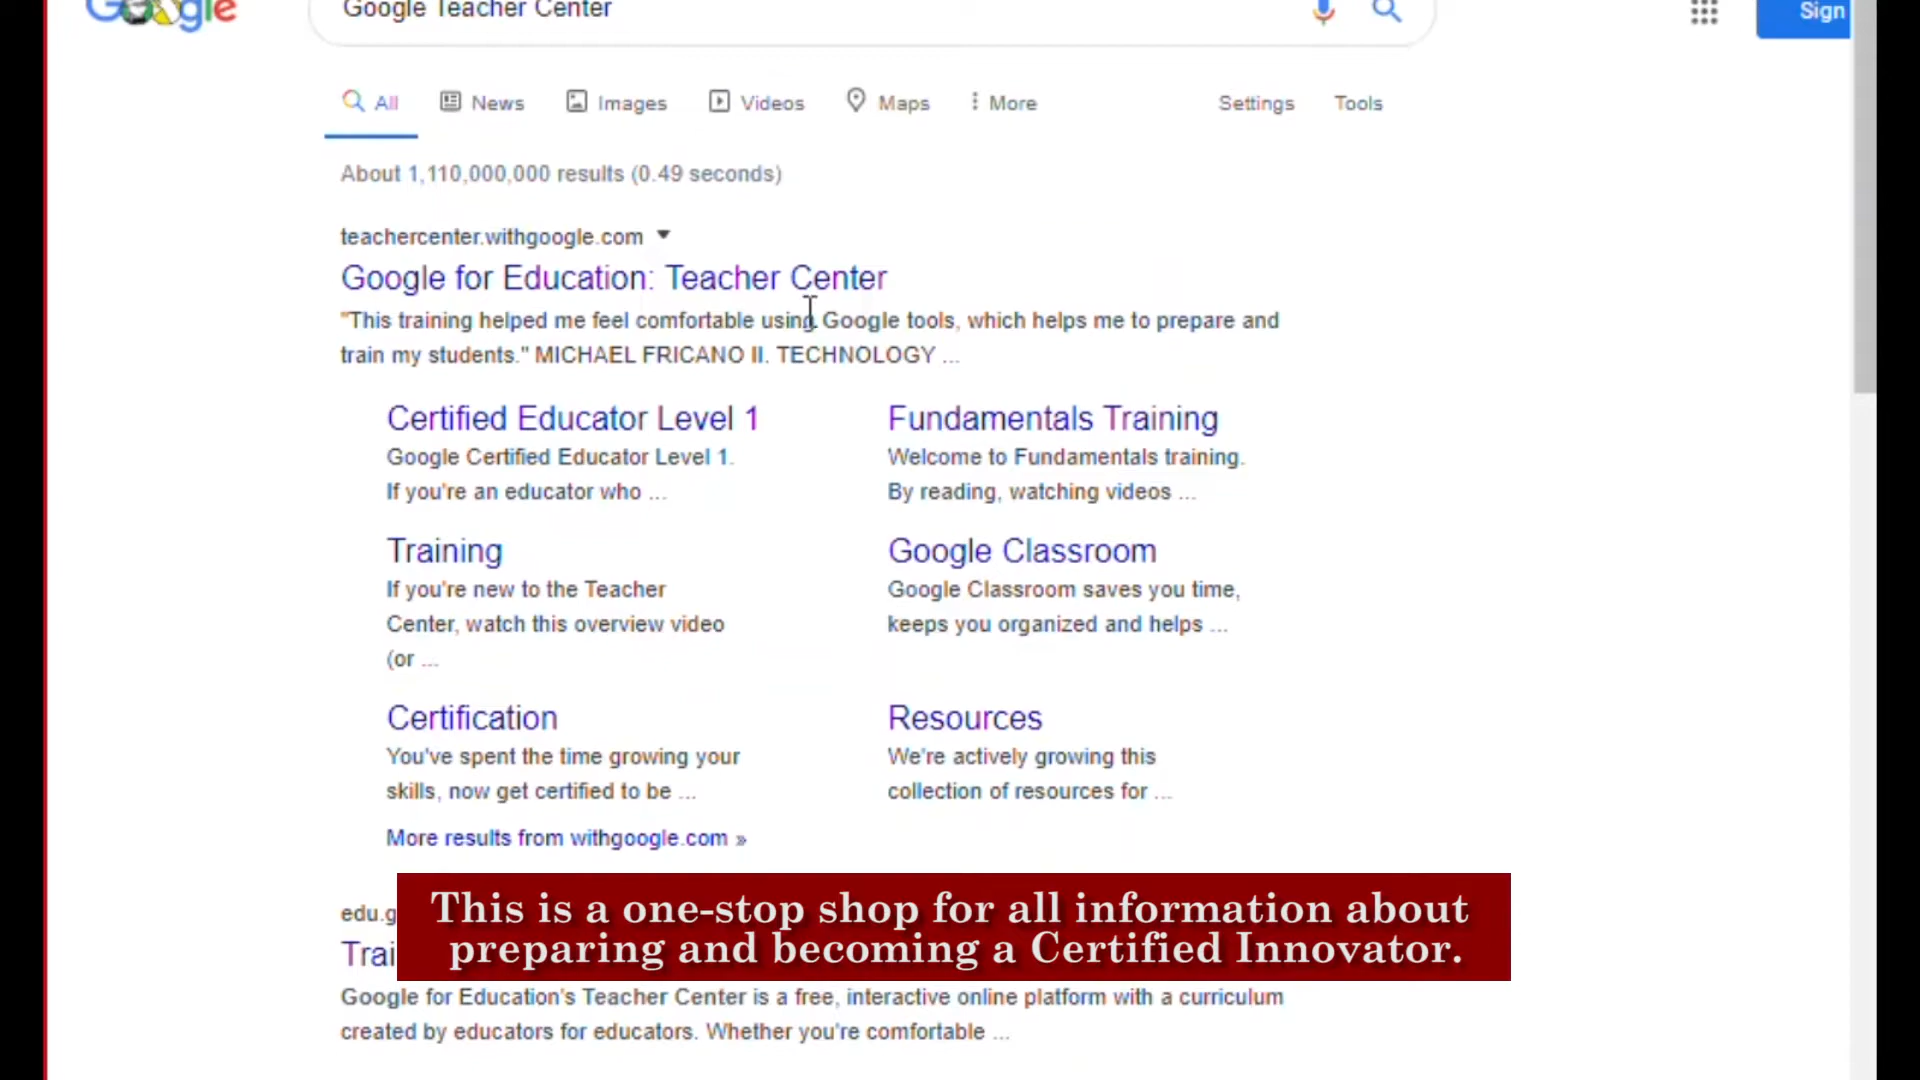 Google
Google Teacher Center
Sign
All News Images Videos Maps More Settings Tools
About 1,110,000,000 results (0.49 seconds)
teachercenter.withgoogle.com
Google for Education: Teacher Center
"This training helped me feel comfortable using Google tools, which helps me to prepare and
train my students." MICHAEL FRICANO II. TECHNOLOGY ...
Certified Educator Level 1
Google Certified Educator Level 1.
If you're an educator who ...
Fundamentals Training
Welcome to Fundamentals training.
By reading, watching videos ...
Training
If you're new to the Teacher
Center, watch this overview video
(or ...
Google Classroom
Google Classroom saves you time,
keeps you organized and helps ...
Certification
You've spent the time growing your
skills, now get certified to be ...
Resources
We're actively growing this
collection of resources for ...
More results from withgoogle.com »
edu.g
Trai
This is a one-stop shop for all information about
preparing and becoming a Certified Innovator.
Google for Education's Teacher Center is a free, interactive online platform with a curriculum
created by educators for educators. Whether you're comfortable ...